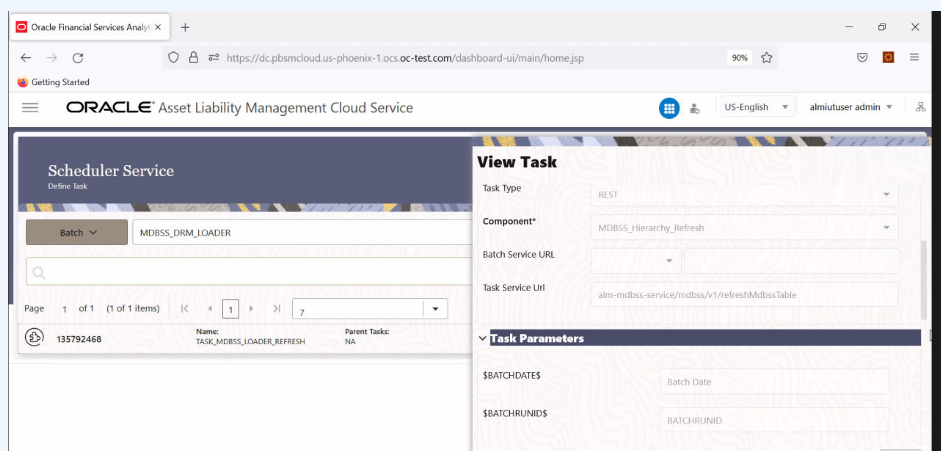 Oracle Financial Services Analyti
https://dc.pbsmcloud.us-phoenix-1.ocs.oc-test.com/dashboard-ui/main/home.jsp
90%
Getting Started
ORACLE® Asset Liability Management Cloud Service
US-English
almiutuser admin
Scheduler Service
Define Task
Batch
MDBSS_DRM_LOADER
Page 1 of 1 (1 of 1 items) 1 7
135792468
Name:
TASK_MDBSS_LOADER_REFRESH
Parent Tasks:
NA
View Task
Task Type
REST
Component*
MDBSS_Hierarchy_Refresh
Batch Service URL
Task Service Url
alm-mdbss-service/mdbss/v1/refreshMdbssTable
Task Parameters
$BATCHDATE$
Batch Date
$BATCHRUNID$
BATCHRUNID